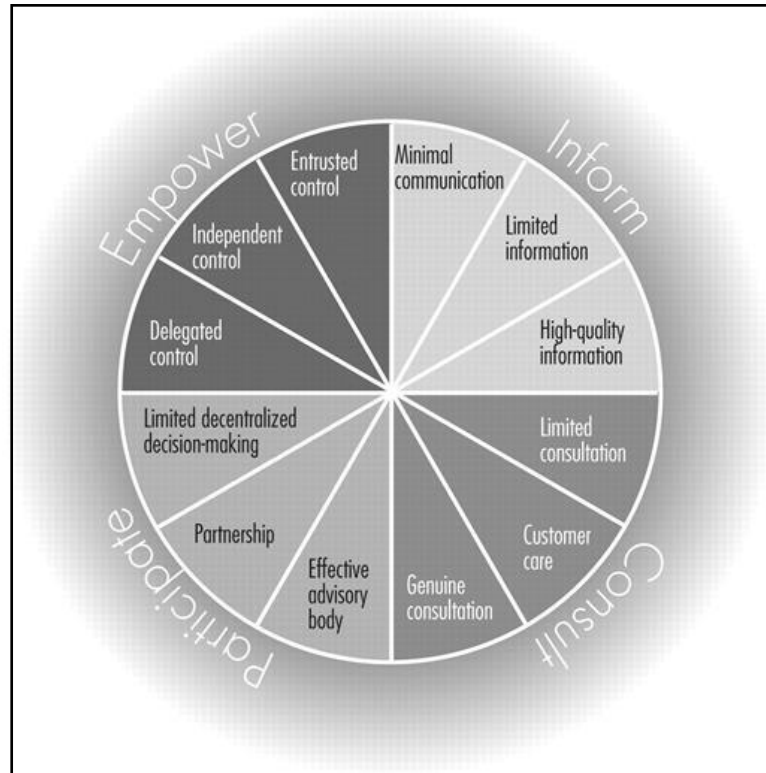 Empower
Inform
Entrusted
control
Minimal
communication
Independent
control
Limited
information
Delegated
control
High-quality
information
Limited decentralized
decision-making
Limited
consultation
Partnership
Customer
care
Effective
advisory
body
Genuine
consultation
Participate
Consult